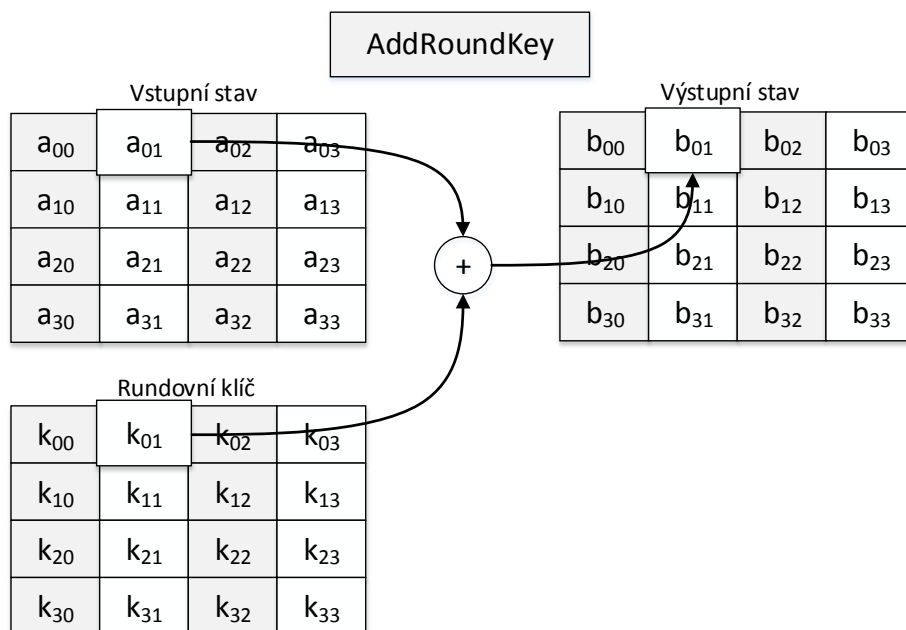 AddRoundKey
Vstupní stav
a₀₀ a₀₁ a₀₂ a₀₃
a₁₀ a₁₁ a₁₂ a₁₃
a₂₀ a₂₁ a₂₂ a₂₃
a₃₀ a₃₁ a₃₂ a₃₃
+
Výstupní stav
b₀₀ b₀₁ b₀₂ b₀₃
b₁₀ b₁₁ b₁₂ b₁₃
b₂₀ b₂₁ b₂₂ b₂₃
b₃₀ b₃₁ b₃₂ b₃₃
Rundovní klíč
k₀₀ k₀₁ k₀₂ k₀₃
k₁₀ k₁₁ k₁₂ k₁₃
k₂₀ k₂₁ k₂₂ k₂₃
k₃₀ k₃₁ k₃₂ k₃₃